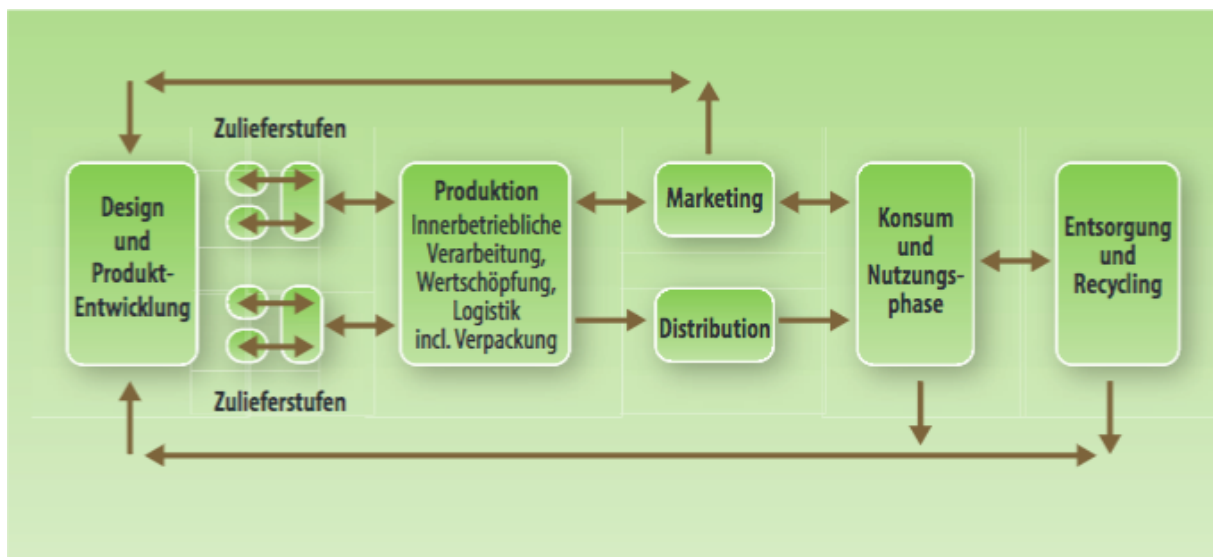 Zulieferstufen
Design
und
Produkt-
Entwicklung
Produktion
Innerbetriebliche
Verarbeitung,
Wertschöpfung,
Logistik
incl. Verpackung
Marketing
Distribution
Konsum
und
Nutzungs-
phase
Entsorgung
und
Recycling
Zulieferstufen